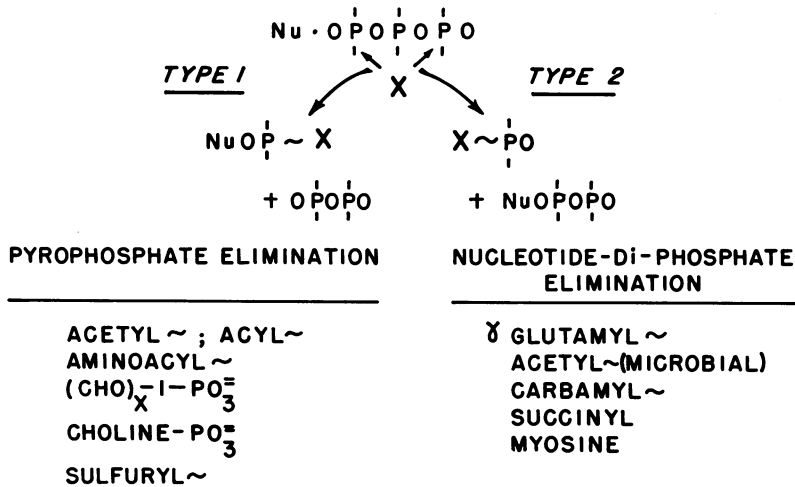 Nu · OPOPOPO
X
TYPE 1
TYPE 2
NuOP~X
X~PO
+ OPOPO
+ NuOPOPO
PYROPHOSPHATE ELIMINATION
NUCLEOTIDE-Di-PHOSPHATE
ELIMINATION
ACETYL~ ; ACYL~
AMINOACYL~
(CHO)X-1-PO3=
CHOLINE-PO3=
SULFURYL~
γ GLUTAMYL~
ACETYL~(MICROBIAL)
CARBAMYL~
SUCCINYL
MYOSINE